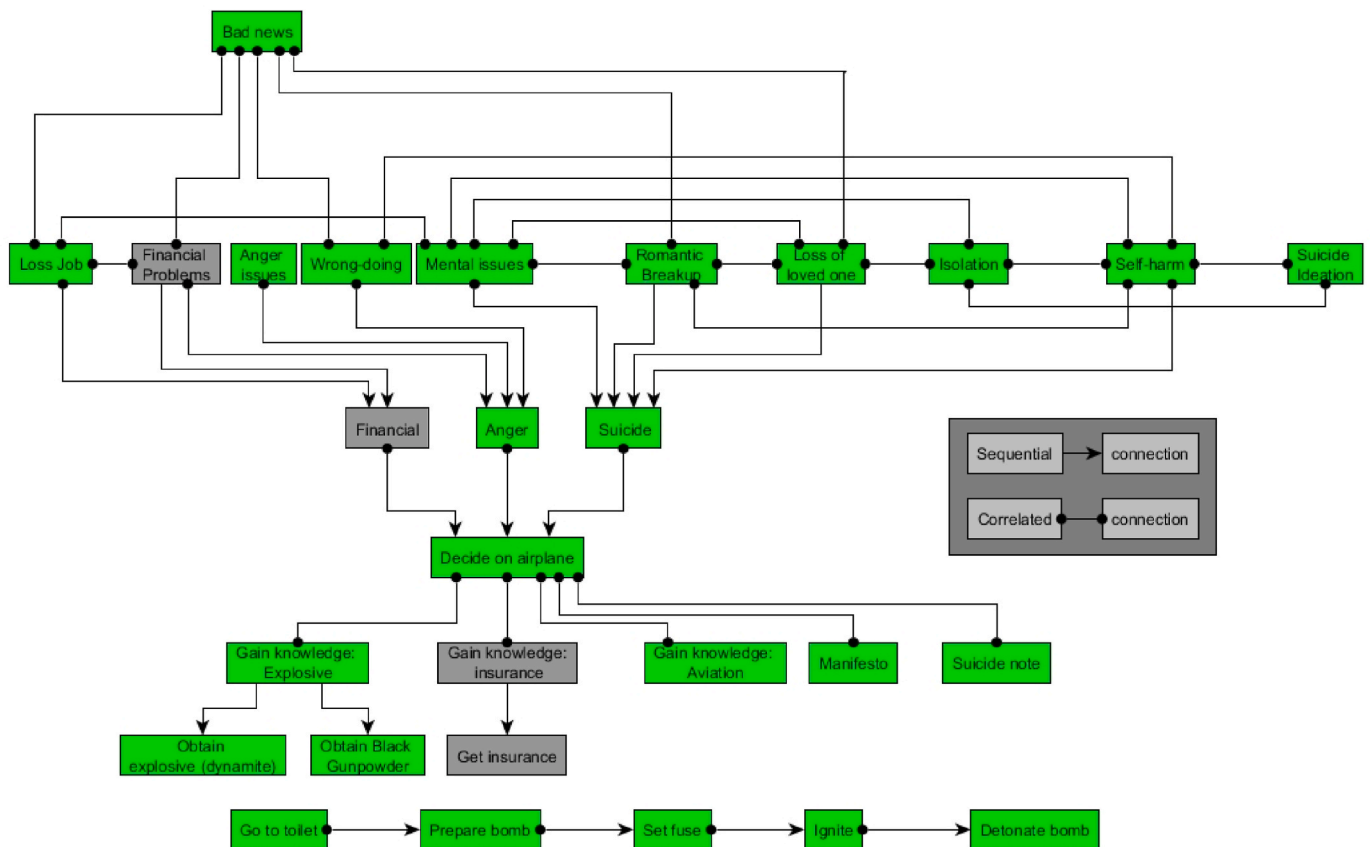 Bad news
Loss Job
Financial
Problems
Anger
issues
Wrong-doing
Mental issues
Romantic
Breakup
Loss of
loved one
Isolation
Self-harm
Suicide
Ideation
Financial
Anger
Suicide
Sequential
connection
Correlated
connection
Decide on airplane
Gain knowledge:
Explosive
Gain knowledge:
insurance
Gain knowledge:
Aviation
Manifesto
Suicide note
Obtain
explosive (dynamite)
Obtain Black
Gunpowder
Get insurance
Go to toilet
Prepare bomb
Set fuse
Ignite
Detonate bomb